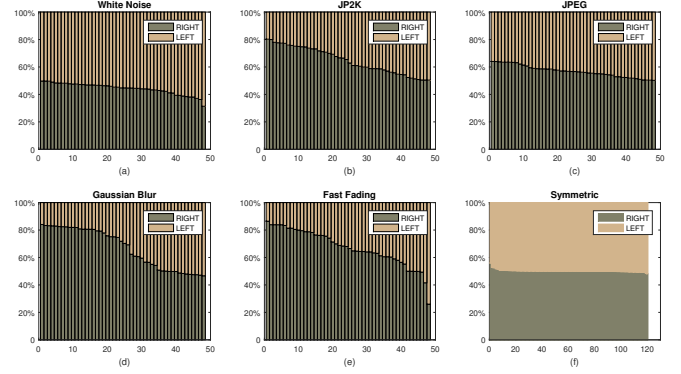 White Noise
JP2K
JPEG
100%
80%
60%
40%
20%
0
RIGHT
LEFT
0 10 20 30 40 50
(a)
100%
80%
60%
40%
20%
0
RIGHT
LEFT
0 10 20 30 40 50
(b)
100%
80%
60%
40%
20%
0
RIGHT
LEFT
0 10 20 30 40 50
(c)
Gaussian Blur
Fast Fading
Symmetric
100%
80%
60%
40%
20%
0
RIGHT
LEFT
0 10 20 30 40 50
(d)
100%
80%
60%
40%
20%
0
RIGHT
LEFT
0 10 20 30 40 50
(e)
100%
80%
60%
40%
20%
0
RIGHT
LEFT
0 20 40 60 80 100 120
(f)